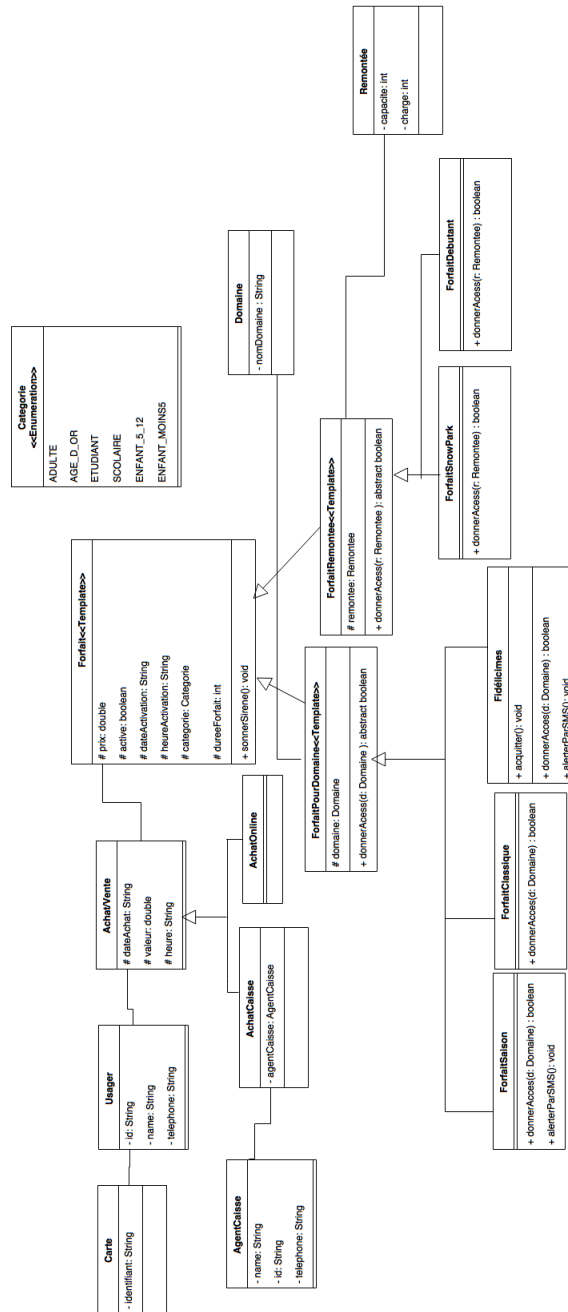 Carte
- identifiant: String
Usager
- id: String
- name: String
- telephone: String
Achat/Vente
# dateAchat: String
# valeur: double
# heure: String
Forfait<<Template>>
# prix: double
# active: boolean
# dateActivation: String
# heureActivation: String
# categorie: Categorie
# dureeForfait: int
+ sonnerSirene(): void
Categorie
<<Enumeration>>
ADULTE
AGE_D_OR
ETUDIANT
SCOLAIRE
ENFANT_5_12
ENFANT_MOINS5
AgentCaisse
- name: String
- id: String
- telephone: String
AchatCaisse
- agentCaisse: AgentCaisse
AchatOnline
Domaine
- nomDomaine : String
ForfaitPourDomaine<<Template>>
# domaine: Domaine
+ donnerAcess(d: Domaine ): abstract boolean
ForfaitRemontee<<Template>>
# remontee: Remontee
+ donnerAcess(r: Remontee ): abstract boolean
Remontée
- capacite: int
- charge: int
ForfaitSaison
+ donnerAcces(d: Domaine) : boolean
+ alerterParSMS(): void
ForfaitClassique
+ donnerAcces(d: Domaine) : boolean
Fidélicimes
+ acquitter(): void
+ donnerAcces(d: Domaine) : boolean
+ alerterParSMS(): void
ForfaitSnowPark
+ donnerAcess(r: Remontee) : boolean
ForfaitDebutant
+ donnerAcess(r: Remontee) : boolean